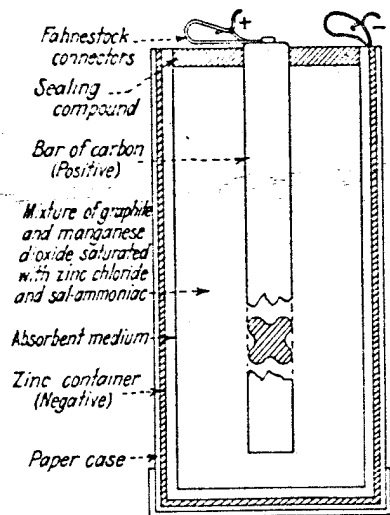 +
-
Fahnestock
connectors
Sealing
compound
Bar of carbon
(Positive)
Mixture of graphite
and manganese
dioxide saturated
with zinc chloride
and sal-ammoniac
Absorbent medium
Zinc container
(Negative)
Paper case